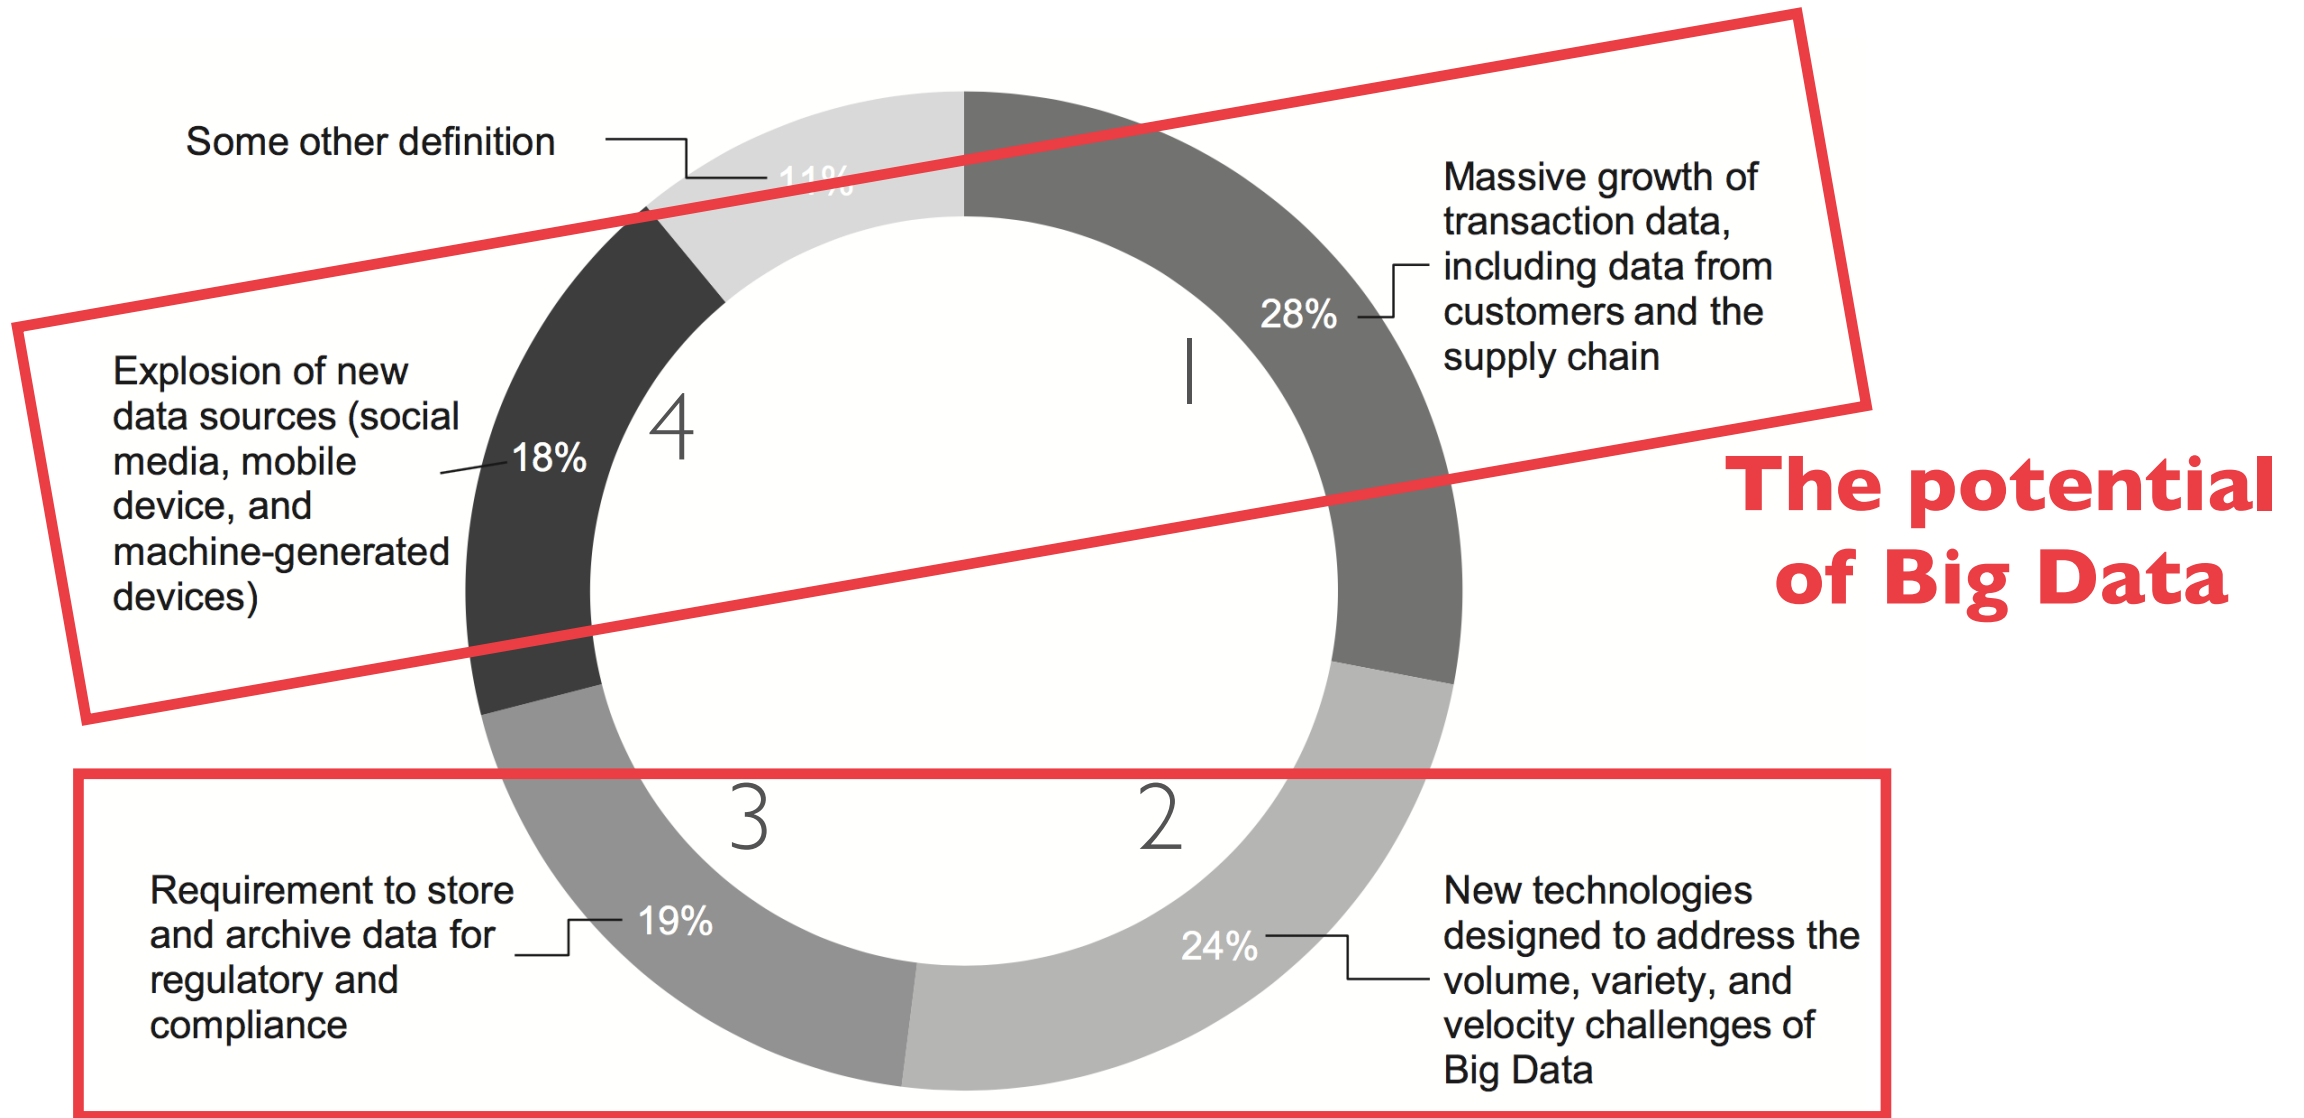 Some other definition
11%
Massive growth of
transaction data,
including data from
customers and the
supply chain
28%
1
Explosion of new
data sources (social
media, mobile
device, and
machine-generated
devices)
18%
4
The potential
of Big Data
3
2
Requirement to store
and archive data for
regulatory and
compliance
19%
24%
New technologies
designed to address the
volume, variety, and
velocity challenges of
Big Data